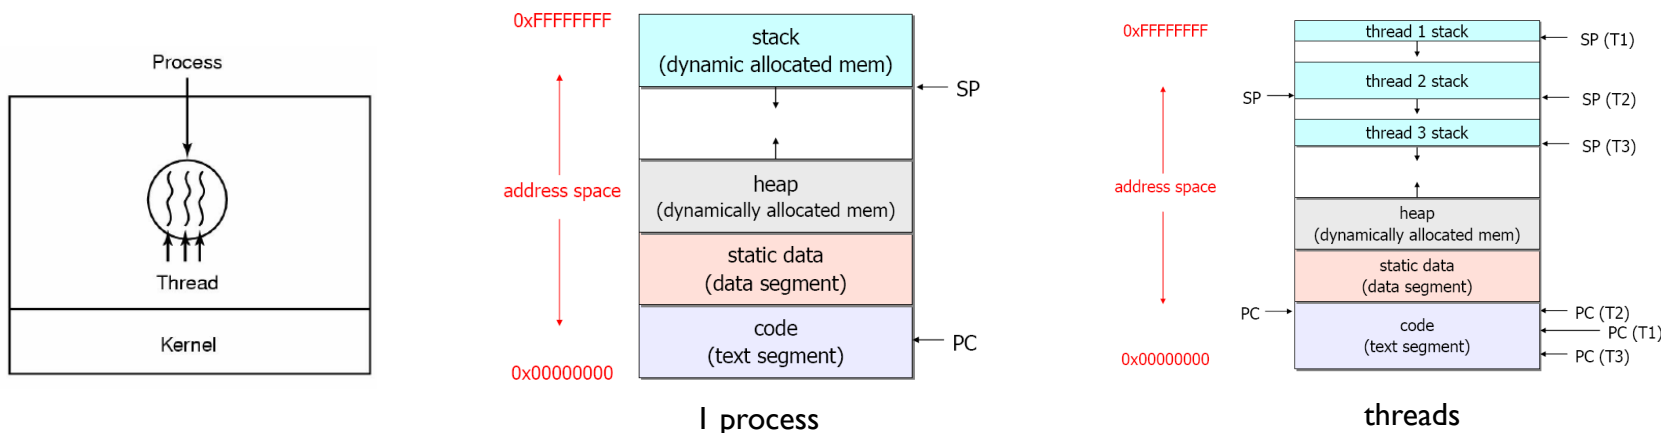 Process
Thread
Kernel
0xFFFFFFFF
stack
(dynamic allocated mem)
SP
address space
heap
(dynamically allocated mem)
static data
(data segment)
code
(text segment)
PC
0x00000000
1 process
0xFFFFFFFF
thread 1 stack
SP (T1)
thread 2 stack
SP
SP (T2)
thread 3 stack
SP (T3)
address space
heap
(dynamically allocated mem)
static data
(data segment)
PC
code
(text segment)
PC (T2)
PC (T1)
PC (T3)
0x00000000
threads